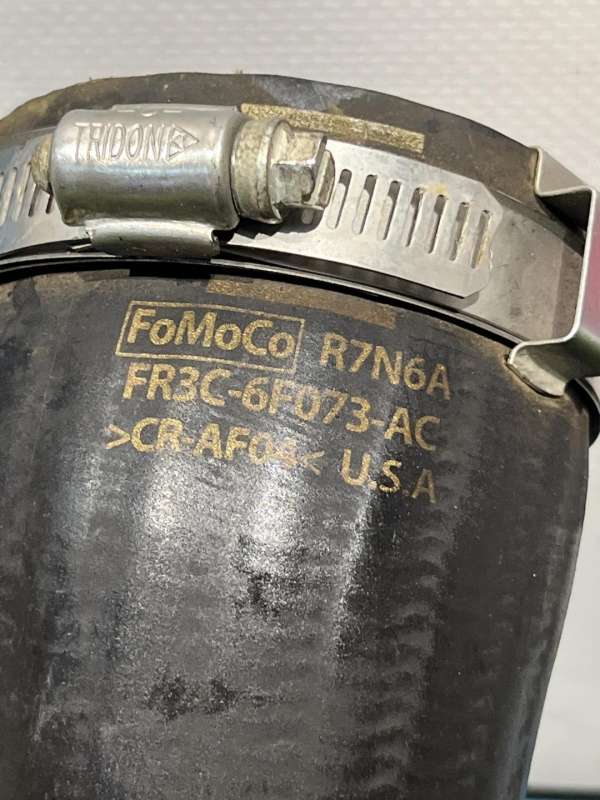 TRIDON
FoMoCo R7N6A
FR3C-6F073-AC
>CR-AF04< U.S.A